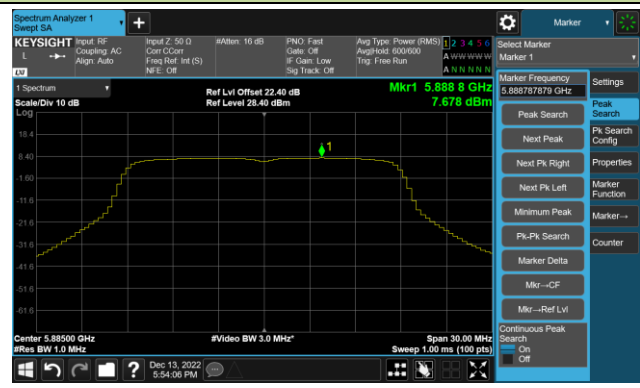 Spectrum Analyzer 1
Swept SA
+
Marker
KEYSIGHT
L
LXI
Input: RF
Coupling: AC
Align: Auto
Input Z: 50 Ω
Corr CCorr
Freq Ref: Int (S)
NFE: Off
#Atten: 16 dB
PNO: Fast
Gate: Off
IF Gain: Low
Sig Track: Off
Avg Type: Power (RMS)
Avg|Hold: 600/600
Trig: Free Run
1 2 3 4 5 6
A W W W W W
A N N N N N
Select Marker
Marker 1
1 Spectrum
Scale/Div 10 dB
Log
Ref Lvl Offset 22.40 dB
Ref Level 28.40 dBm
Mkr1 5.888 8 GHz
7.678 dBm
18.4
8.40
-1.60
-11.6
-21.6
-31.6
-41.6
-51.6
-61.6
1
Center 5.88500 GHz
#Res BW 1.0 MHz
#Video BW 3.0 MHz*
Span 30.00 MHz
Sweep 1.00 ms (100 pts)
Marker Frequency
5.888787879 GHz
Peak Search
Next Peak
Next Pk Right
Next Pk Left
Minimum Peak
Pk-Pk Search
Marker Delta
Mkr→CF
Mkr→Ref Lvl
Continuous Peak
Search
On
Off
Settings
Peak
Search
Pk Search
Config
Properties
Marker
Function
Marker→
Counter
?
Dec 13, 2022
5:54:06 PM